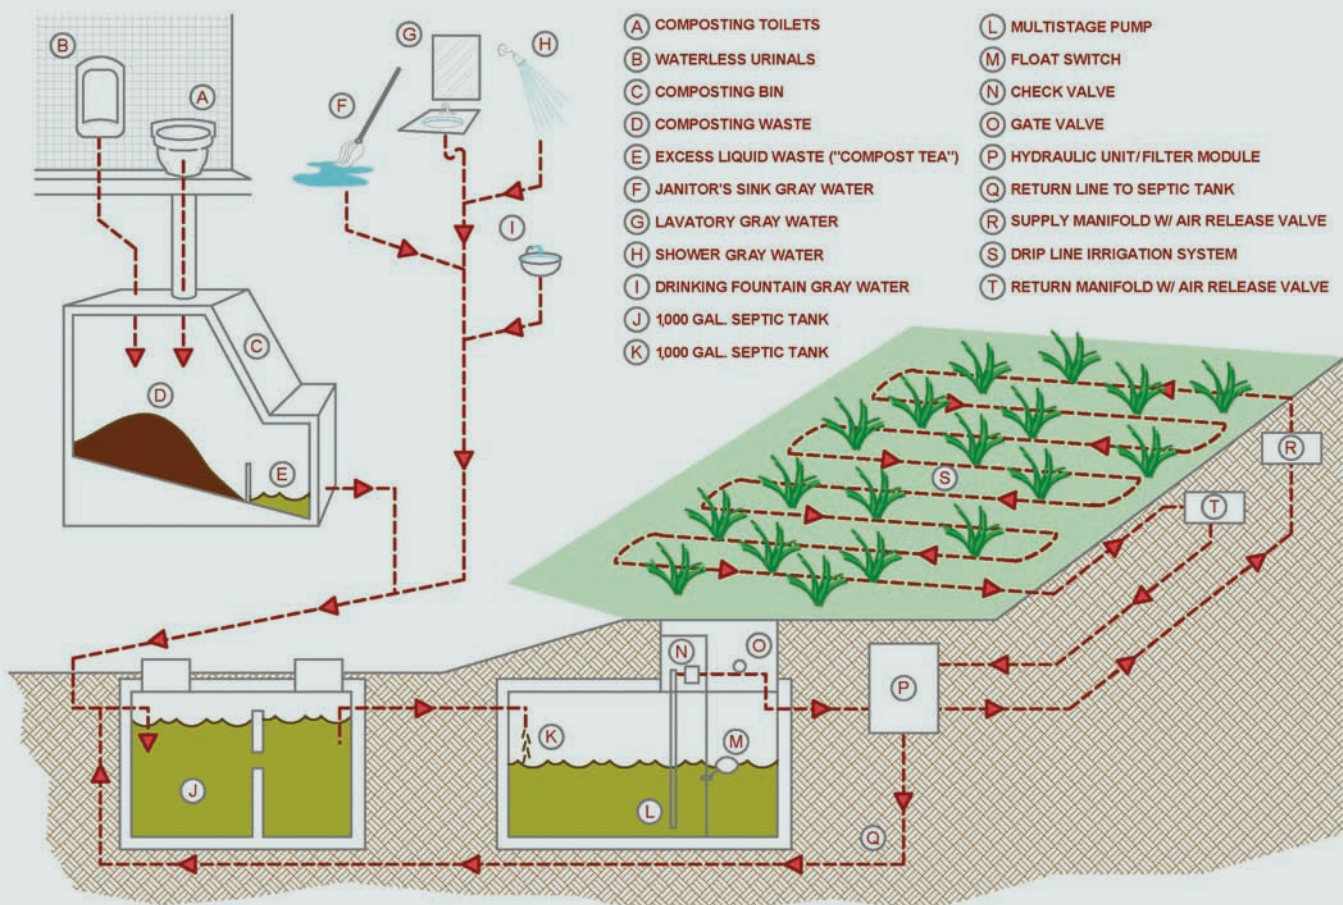 A COMPOSTING TOILETS
B WATERLESS URINALS
C COMPOSTING BIN
D COMPOSTING WASTE
E EXCESS LIQUID WASTE ("COMPOST TEA")
F JANITOR'S SINK GRAY WATER
G LAVATORY GRAY WATER
H SHOWER GRAY WATER
I DRINKING FOUNTAIN GRAY WATER
J 1,000 GAL. SEPTIC TANK
K 1,000 GAL. SEPTIC TANK
L MULTISTAGE PUMP
M FLOAT SWITCH
N CHECK VALVE
O GATE VALVE
P HYDRAULIC UNIT/FILTER MODULE
Q RETURN LINE TO SEPTIC TANK
R SUPPLY MANIFOLD W/ AIR RELEASE VALVE
S DRIP LINE IRRIGATION SYSTEM
T RETURN MANIFOLD W/ AIR RELEASE VALVE
B
A
G
H
F
I
C
D
E
S
R
T
N
O
P
K
M
J
L
Q